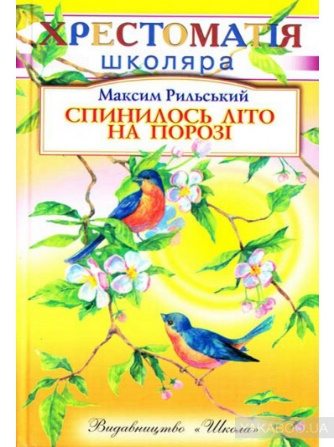 ХРЕСТОМАТІЯ
школяра
Максим Рильський
СПИНИЛОСЬ ЛІТО
НА ПОРОЗІ
Видавництво «Школа»